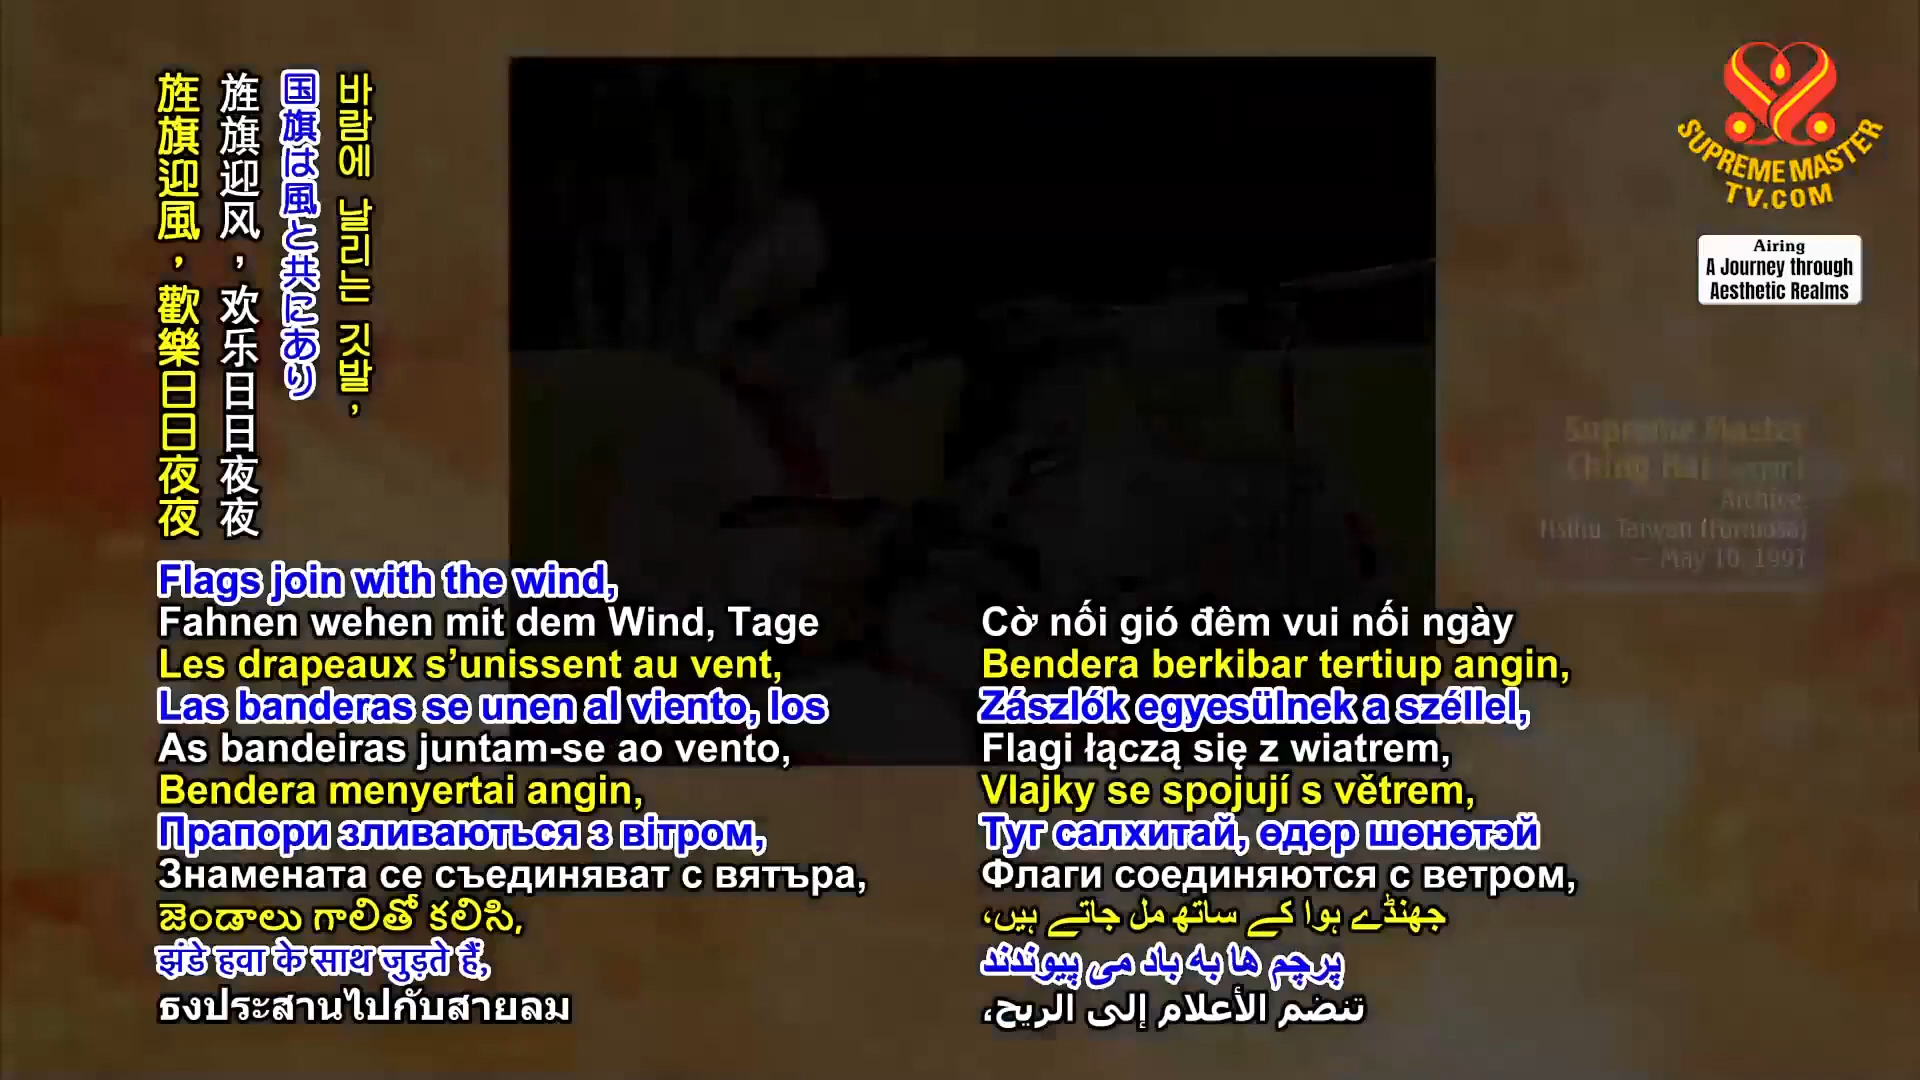 旌旗迎風，歡樂日日夜夜
旌旗迎风，欢乐日日夜夜
国旗は風と共にあり
바람에 날리는 깃발,
Flags join with the wind,
Fahnen wehen mit dem Wind, Tage
Les drapeaux s’unissent au vent,
Las banderas se unen al viento, los
As bandeiras juntam-se ao vento,
Bendera menyertai angin,
Прапори зливаються з вітром,
Знамената се съединяват с вятъра,
జెండాలు గాలితో కలిసి,
झंडे हवा के साथ जुड़ते हैं,
ธงประสานไปกับสายลม
Cờ nối gió đêm vui nối ngày
Bendera berkibar tertiup angin,
Zászlók egyesülnek a széllel,
Flagi łączą się z wiatrem,
Vlajky se spojují s větrem,
Туг салхитай, өдөр шөнөтэй
Флаги соединяются с ветром,
جھنڈے ہوا کے ساتھ مل جاتے ہیں،
پرچم ها به باد می پیوندند
تنضم الأعلام إلى الريح،
SUPREME MASTER
TV.COM
Airing
A Journey through
Aesthetic Realms
Supreme Master
Ching Hai
Archive
Hsihu, Taiwan (Formosa)
– May 10, 1991